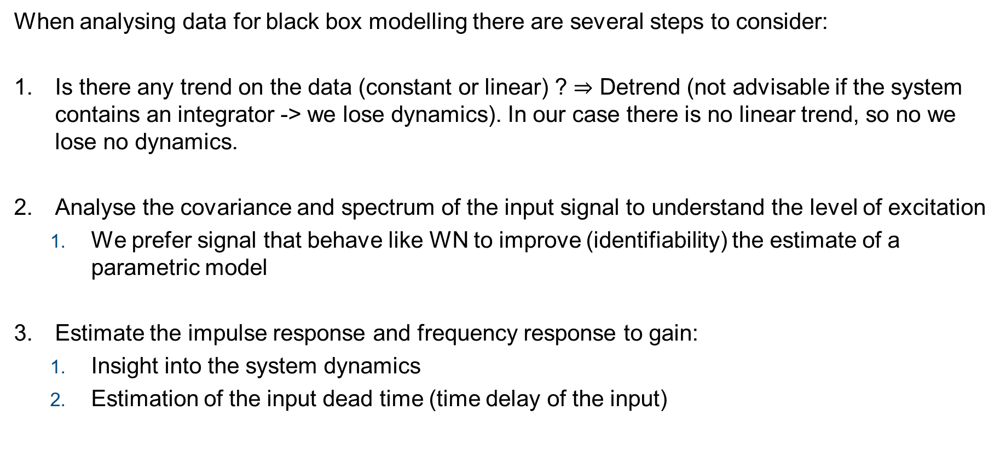 When analysing data for black box modelling there are several steps to consider:
1. Is there any trend on the data (constant or linear) ? ⇒ Detrend (not advisable if the system
contains an integrator -> we lose dynamics). In our case there is no linear trend, so no we
lose no dynamics.
2. Analyse the covariance and spectrum of the input signal to understand the level of excitation
1. We prefer signal that behave like WN to improve (identifiability) the estimate of a
parametric model
3. Estimate the impulse response and frequency response to gain:
1. Insight into the system dynamics
2. Estimation of the input dead time (time delay of the input)